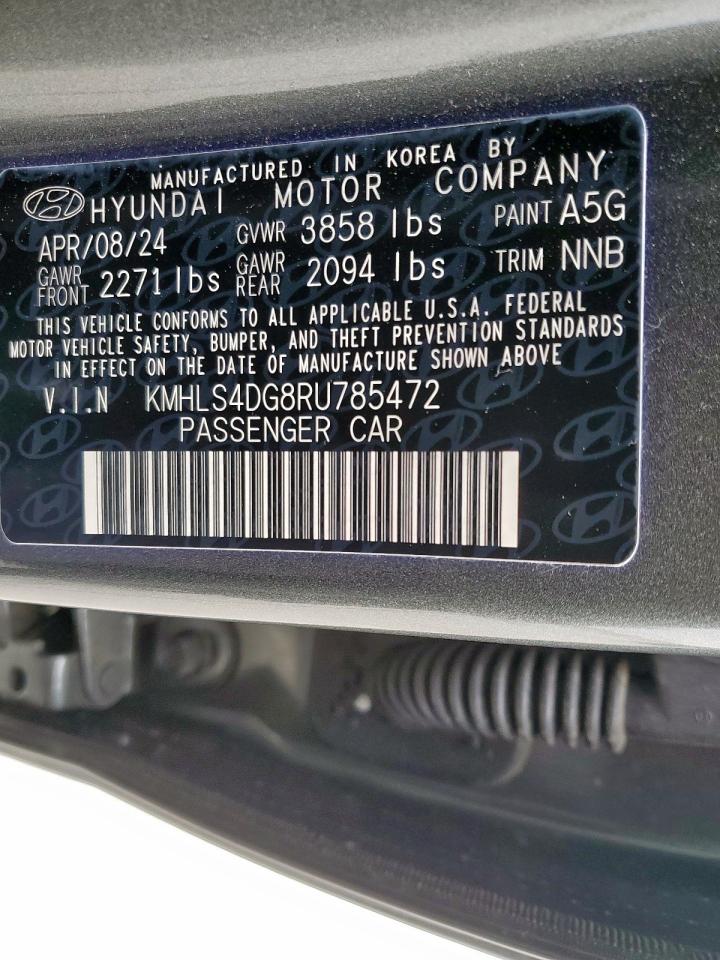 MANUFACTURED IN KOREA BY
HYUNDAI MOTOR COMPANY
APR/08/24 GVWR 3858 lbs PAINT A5G
GAWR FRONT 2271 lbs GAWR REAR 2094 lbs TRIM NNB
THIS VEHICLE CONFORMS TO ALL APPLICABLE U.S.A. FEDERAL
MOTOR VEHICLE SAFETY, BUMPER, AND THEFT PREVENTION STANDARDS
IN EFFECT ON THE DATE OF MANUFACTURE SHOWN ABOVE
V.I.N KMHLS4DG8RU785472
PASSENGER CAR